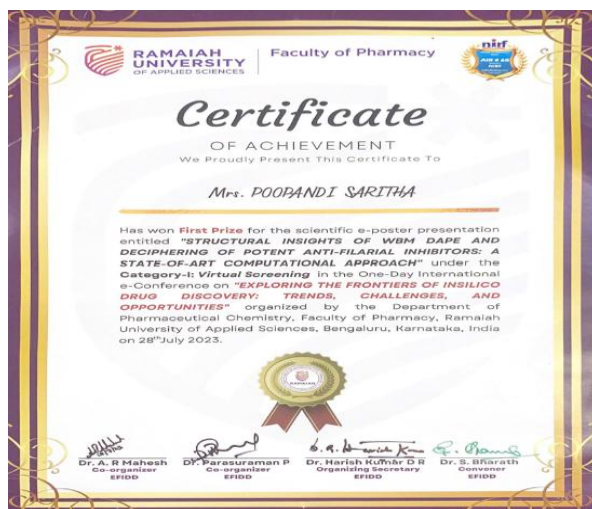 RAMAIAH
UNIVERSITY
OF APPLIED SCIENCES
Faculty of Pharmacy
nirf
Certificate
OF ACHIEVEMENT
We Proudly Present This Certificate To
Mrs. POOPANDI SARITHA
Has won First Prize for the scientific e-poster presentation
entitled "STRUCTURAL INSIGHTS OF WBM DAPE AND
DECIPHERING OF POTENT ANTI-FILARIAL INHIBITORS: A
STATE-OF-ART COMPUTATIONAL APPROACH" under the
Category-I: Virtual Screening in the One-Day International
e-Conference on "EXPLORING THE FRONTIERS OF INSILICO
DRUG DISCOVERY: TRENDS, CHALLENGES, AND
OPPORTUNITIES" organized by the Department of
Pharmaceutical Chemistry, Faculty of Pharmacy, Ramaiah
University of Applied Sciences, Bengaluru, Karnataka, India
on 28th July 2023.
RAMAIAH
Dr. A. R Mahesh
Co-organizer
EFIDD
Dr. Parasuraman P
Co-organizer
EFIDD
Dr. Harish Kumar D R
Organizing Secretary
EFIDD
Dr. S. Bharath
Convener
EFIDD